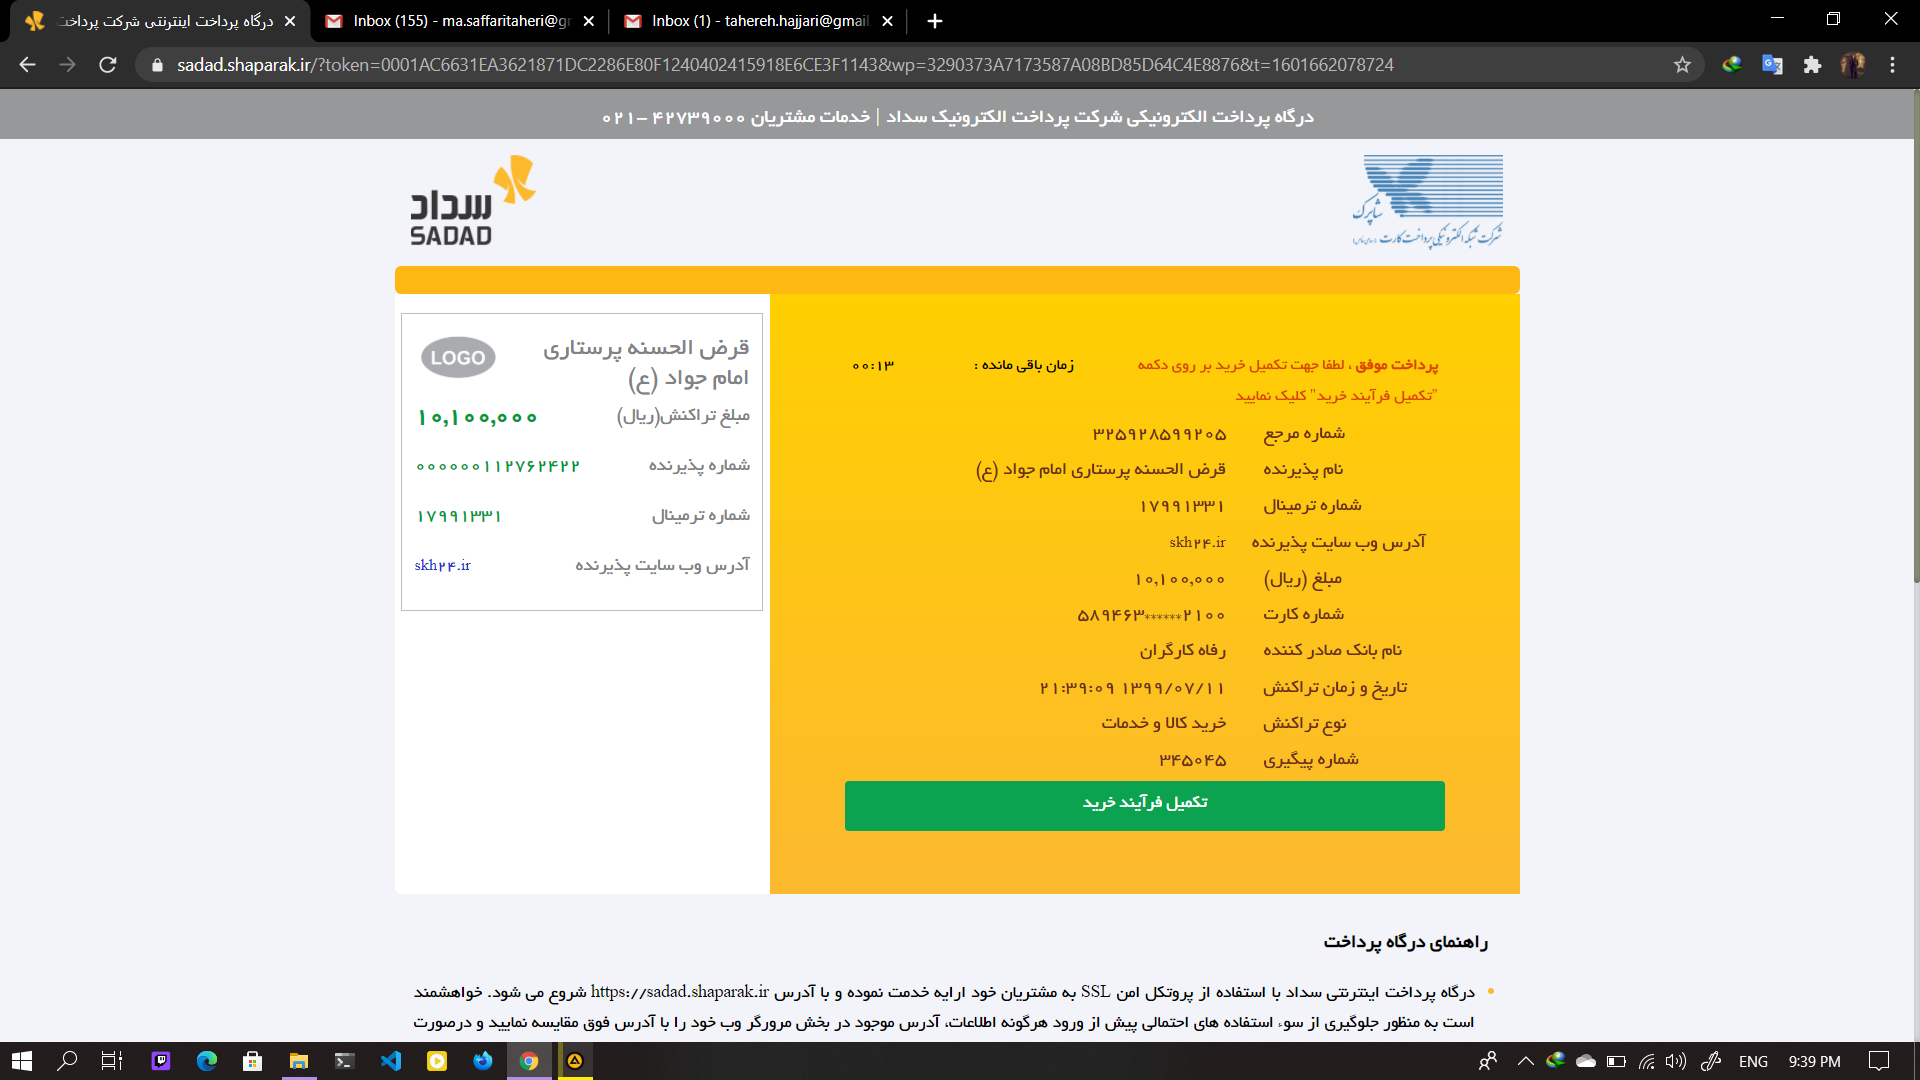 درگاه پرداخت اینترنتی شرکت پرداخت
Inbox (155) - ma.saffaritaheri@gr
Inbox (1) - tahereh.hajjari@gmail
sadad.shaparak.ir/?token=0001AC6631EA3621871DC2286E80F1240402415918E6CE3F1143&wp=3290373A7173587A08BD85D64C4E8876&t=1601662078724
درگاه پرداخت الکترونیکی شرکت پرداخت الکترونیک سداد | خدمات مشتریان ۴۲۷۳۹۰۰۰ -۰۲۱
شاپرک
شرکت شبکه الکترونیکی پرداخت کارت (سهامی خاص)
سداد
SADAD
پرداخت موفق ، لطفا جهت تکمیل خرید بر روی دکمه
"تکمیل فرآیند خرید" کلیک نمایید
زمان باقی مانده : ۰۰:۱۳
شماره مرجع ۳۲۵۹۲۸۵۹۹۲۰۵
نام پذیرنده قرض الحسنه پرستاری امام جواد (ع)
شماره ترمینال ۱۷۹۹۱۳۳۱
آدرس وب سایت پذیرنده skh۲۴.ir
مبلغ (ریال) ۱۰,۱۰۰,۰۰۰
شماره کارت ۵۸۹۴۶۳******۲۱۰۰
نام بانک صادر کننده رفاه کارگران
تاریخ و زمان تراکنش ۱۳۹۹/۰۷/۱۱ ۲۱:۳۹:۰۹
نوع تراکنش خرید کالا و خدمات
شماره پیگیری ۳۴۵۰۴۵
تکمیل فرآیند خرید
LOGO
قرض الحسنه پرستاری
امام جواد (ع)
مبلغ تراکنش(ریال) ۱۰,۱۰۰,۰۰۰
شماره پذیرنده ۰۰۰۰۰۰۱۱۲۷۶۲۴۲۲
شماره ترمینال ۱۷۹۹۱۳۳۱
آدرس وب سایت پذیرنده skh۲۴.ir
راهنمای درگاه پرداخت
درگاه پرداخت اینترنتی سداد با استفاده از پروتکل امن SSL به مشتریان خود ارایه خدمت نموده و با آدرس https://sadad.shaparak.ir شروع می شود. خواهشمند
است به منظور جلوگیری از سوء استفاده های احتمالی پیش از ورود هرگونه اطلاعات، آدرس موجود در بخش مرورگر وب خود را با آدرس فوق مقایسه نمایید و درصورت
ENG
9:39 PM